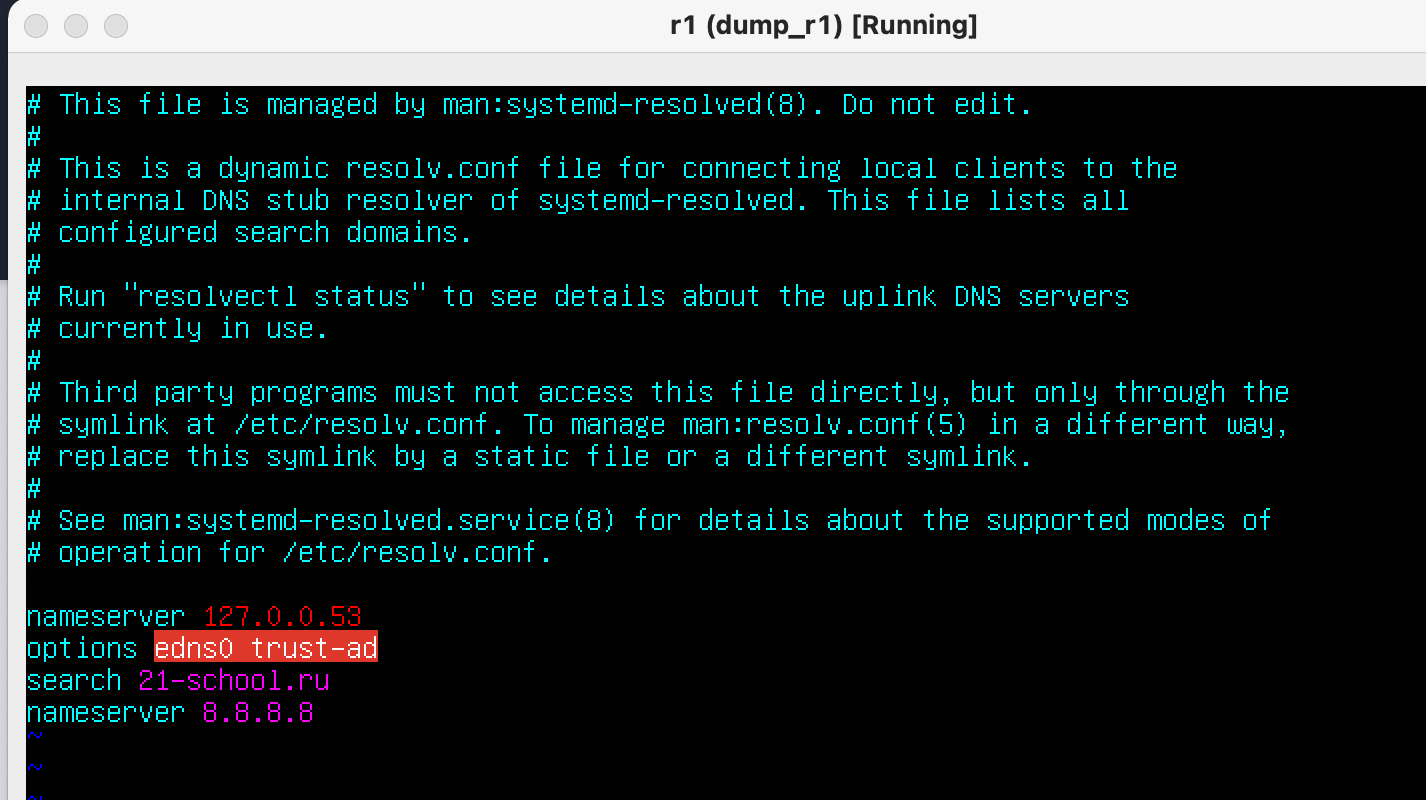 r1 (dump_r1) [Running]
# This file is managed by man:systemd-resolved(8). Do not edit.
#
# This is a dynamic resolv.conf file for connecting local clients to the
# internal DNS stub resolver of systemd-resolved. This file lists all
# configured search domains.
#
# Run "resolvectl status" to see details about the uplink DNS servers
# currently in use.
#
# Third party programs must not access this file directly, but only through the
# symlink at /etc/resolv.conf. To manage man:resolv.conf(5) in a different way,
# replace this symlink by a static file or a different symlink.
#
# See man:systemd-resolved.service(8) for details about the supported modes of
# operation for /etc/resolv.conf.
nameserver 127.0.0.53
options edns0 trust-ad
search 21-school.ru
nameserver 8.8.8.8
~
~
~